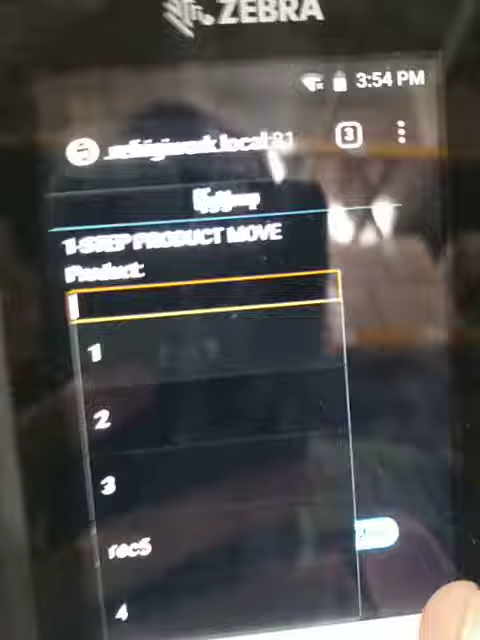 ZEBRA
3:54 PM
3
1-STEP PRODUCT MOVE
Product:
1
2
3
rec5
4